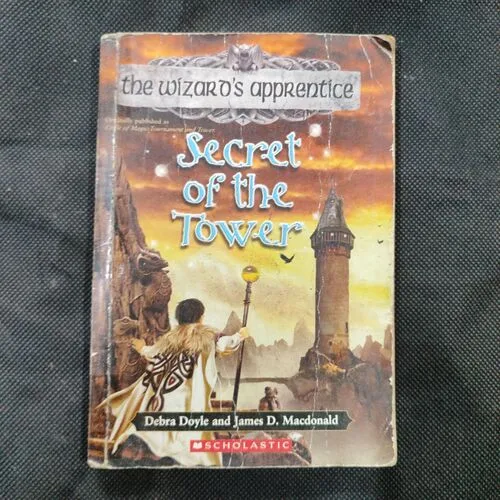 the wizard's apprentice
Originally published as
Circle of Magic: Tournament and Tower
Secret
of the
Tower
Debra Doyle and James D. Macdonald
SCHOLASTIC